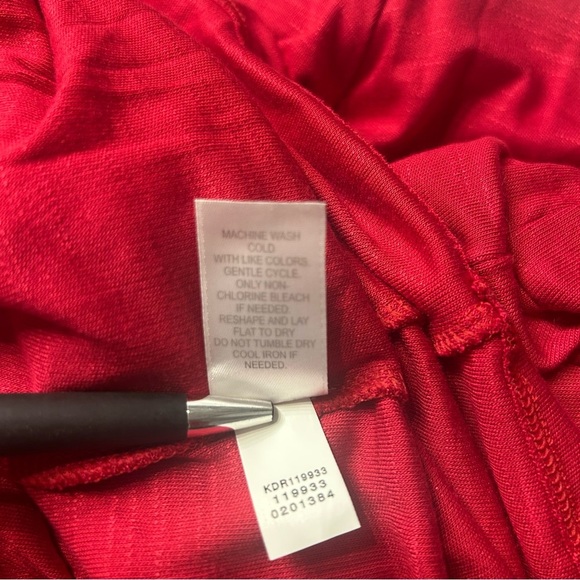 MACHINE WASH
COLD
WITH LIKE COLORS.
GENTLE CYCLE.
ONLY NON-
CHLORINE BLEACH
IF NEEDED.
RESHAPE AND LAY
FLAT TO DRY
DO NOT TUMBLE DRY
COOL IRON IF
NEEDED.
KDR119933
119933
0201384